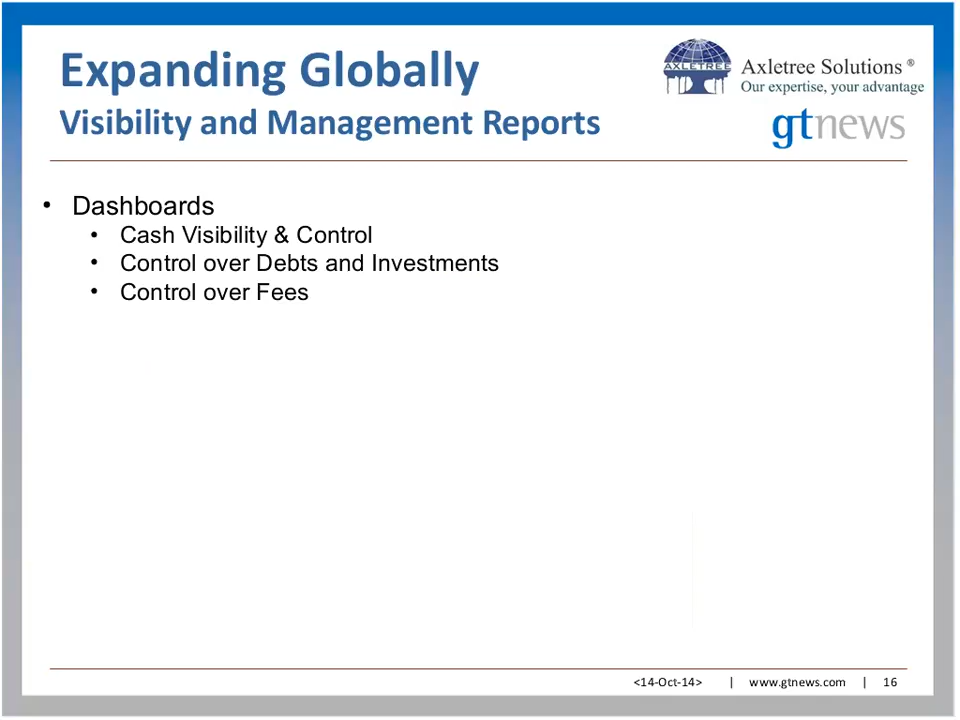 Expanding Globally
Visibility and Management Reports
AXLETREE
Axletree Solutions ®
Our expertise, your advantage
gtnews
• Dashboards
• Cash Visibility & Control
• Control over Debts and Investments
• Control over Fees
<14-Oct-14> | www.gtnews.com | 16